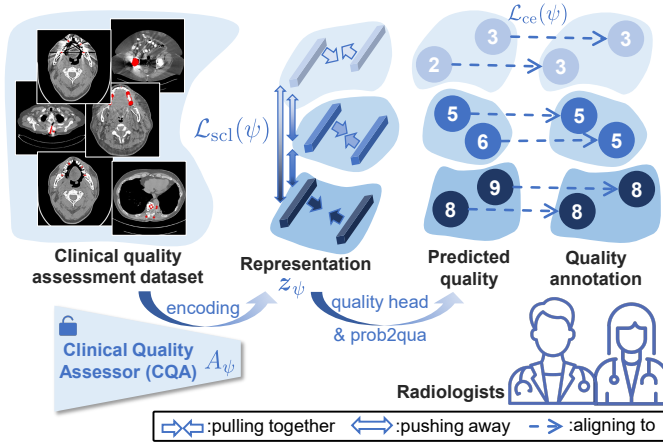 𝓛ce(ψ)
3 3
2 3
𝓛scl(ψ)
5 5
6 5
9 8
8 8
Clinical quality
assessment dataset
Representation
zψ
Predicted
quality
Quality
annotation
encoding
quality head
& prob2qua
Clinical Quality
Assessor (CQA) Aψ
Radiologists
:pulling together :pushing away :aligning to